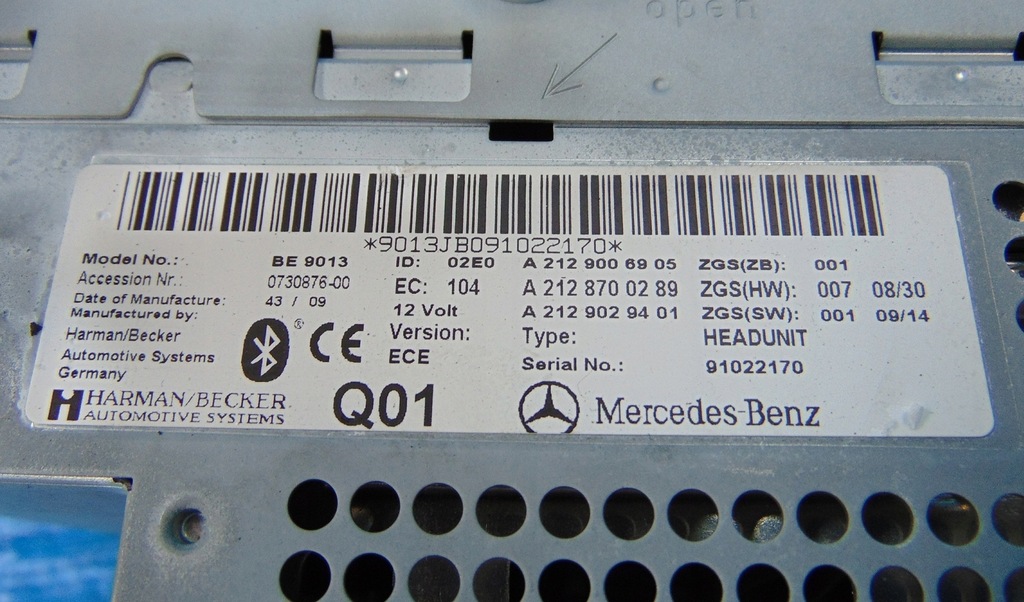 open
*9013JB091022170*
Model No.: BE 9013 ID: 02E0 A 212 900 69 05 ZGS(ZB): 001
Accession Nr.: 0730876-00 EC: 104 A 212 870 02 89 ZGS(HW): 007 08/30
Date of Manufacture: 43 / 09 12 Volt A 212 902 94 01 ZGS(SW): 001 09/14
Manufactured by: Version: Type: HEADUNIT
Harman/Becker ® CE ECE Serial No.: 91022170
Automotive Systems
Germany
HARMAN/BECKER Q01 Mercedes-Benz
AUTOMOTIVE SYSTEMS